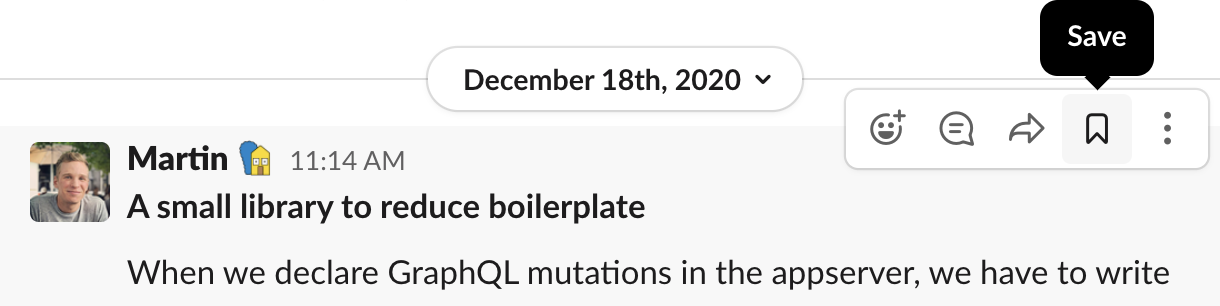 Save
December 18th, 2020
Martin 11:14 AM
A small library to reduce boilerplate
When we declare GraphQL mutations in the appserver, we have to write